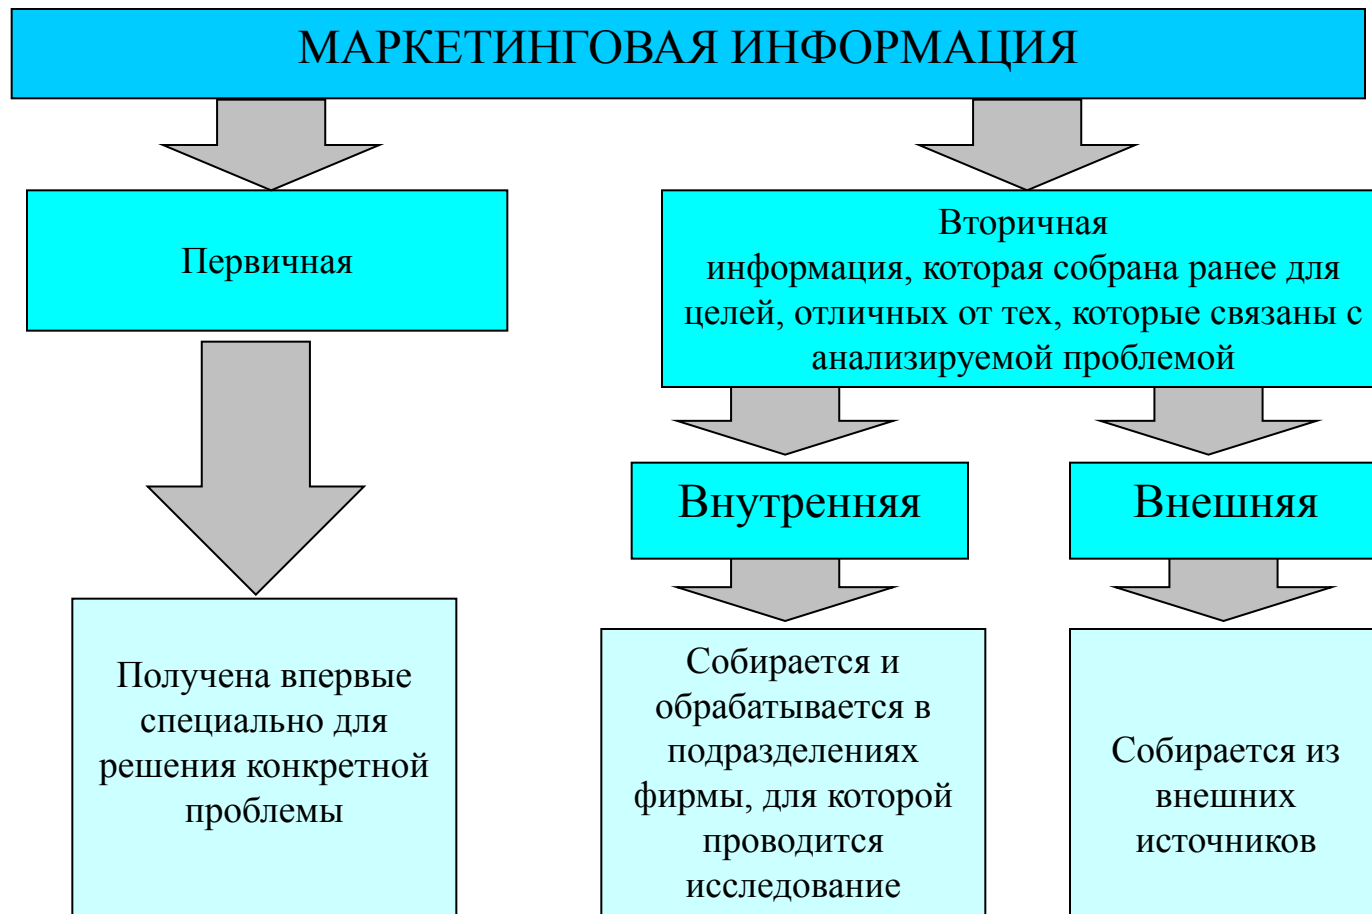 МАРКЕТИНГОВАЯ ИНФОРМАЦИЯ
Первичная
Вторичная
информация, которая собрана ранее для
целей, отличных от тех, которые связаны с
анализируемой проблемой
Внутренняя
Внешняя
Получена впервые
специально для
решения конкретной
проблемы
Собирается и
обрабатывается в
подразделениях
фирмы, для которой
проводится
исследование
Собирается из
внешних
источников